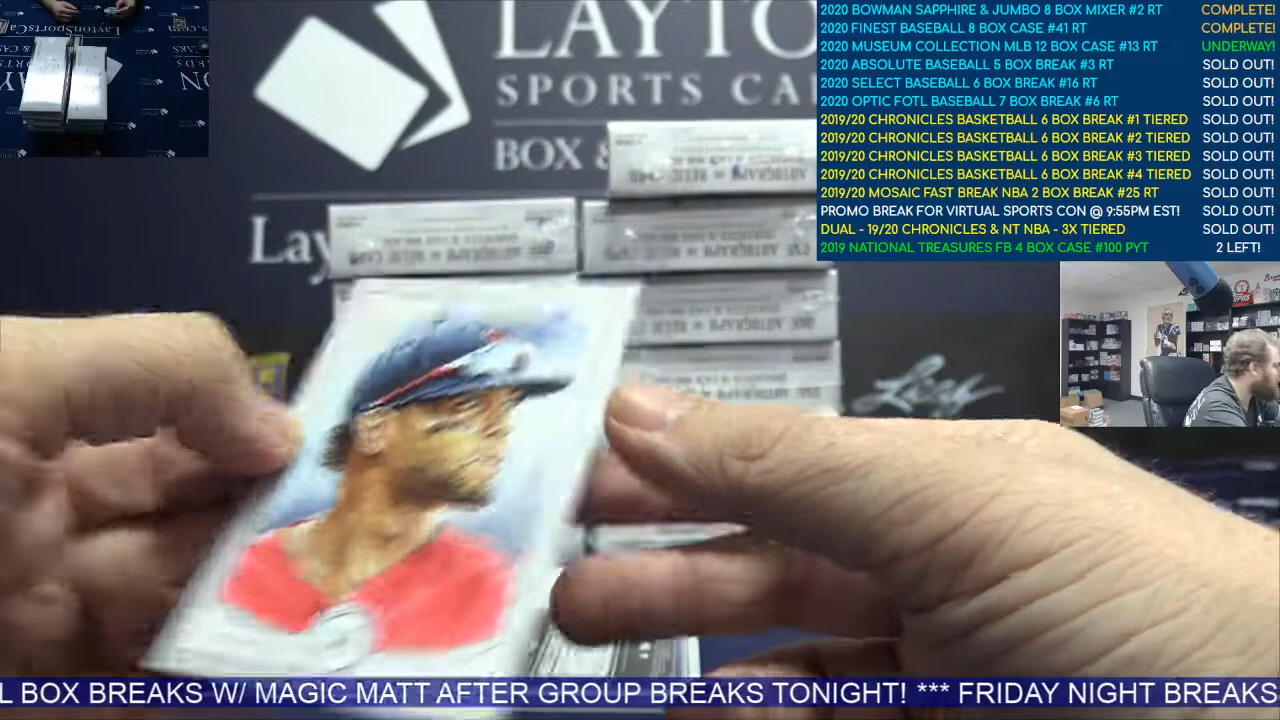 2020 BOWMAN SAPPHIRE & JUMBO 8 BOX MIXER #2 RT COMPLETE!
2020 FINEST BASEBALL 8 BOX CASE #41 RT COMPLETE!
2020 MUSEUM COLLECTION MLB 12 BOX CASE #13 RT UNDERWAY!
2020 ABSOLUTE BASEBALL 5 BOX BREAK #3 RT SOLD OUT!
2020 SELECT BASEBALL 6 BOX BREAK #16 RT SOLD OUT!
2020 OPTIC FOTL BASEBALL 7 BOX BREAK #6 RT SOLD OUT!
2019/20 CHRONICLES BASKETBALL 6 BOX BREAK #1 TIERED SOLD OUT!
2019/20 CHRONICLES BASKETBALL 6 BOX BREAK #2 TIERED SOLD OUT!
2019/20 CHRONICLES BASKETBALL 6 BOX BREAK #3 TIERED SOLD OUT!
2019/20 CHRONICLES BASKETBALL 6 BOX BREAK #4 TIERED SOLD OUT!
2019/20 MOSAIC FAST BREAK NBA 2 BOX BREAK #25 RT SOLD OUT!
PROMO BREAK FOR VIRTUAL SPORTS CON @ 9:55PM EST! SOLD OUT!
DUAL - 19/20 CHRONICLES & NT NBA - 3X TIERED SOLD OUT!
2019 NATIONAL TREASURES FB 4 BOX CASE #100 PYT 2 LEFT!
LaytonSportsCa
LAYTO
SPORTS CA
BOX &
Lay
Leaf
L BOX BREAKS W/ MAGIC MATT AFTER GROUP BREAKS TONIGHT! *** FRIDAY NIGHT BREAKS